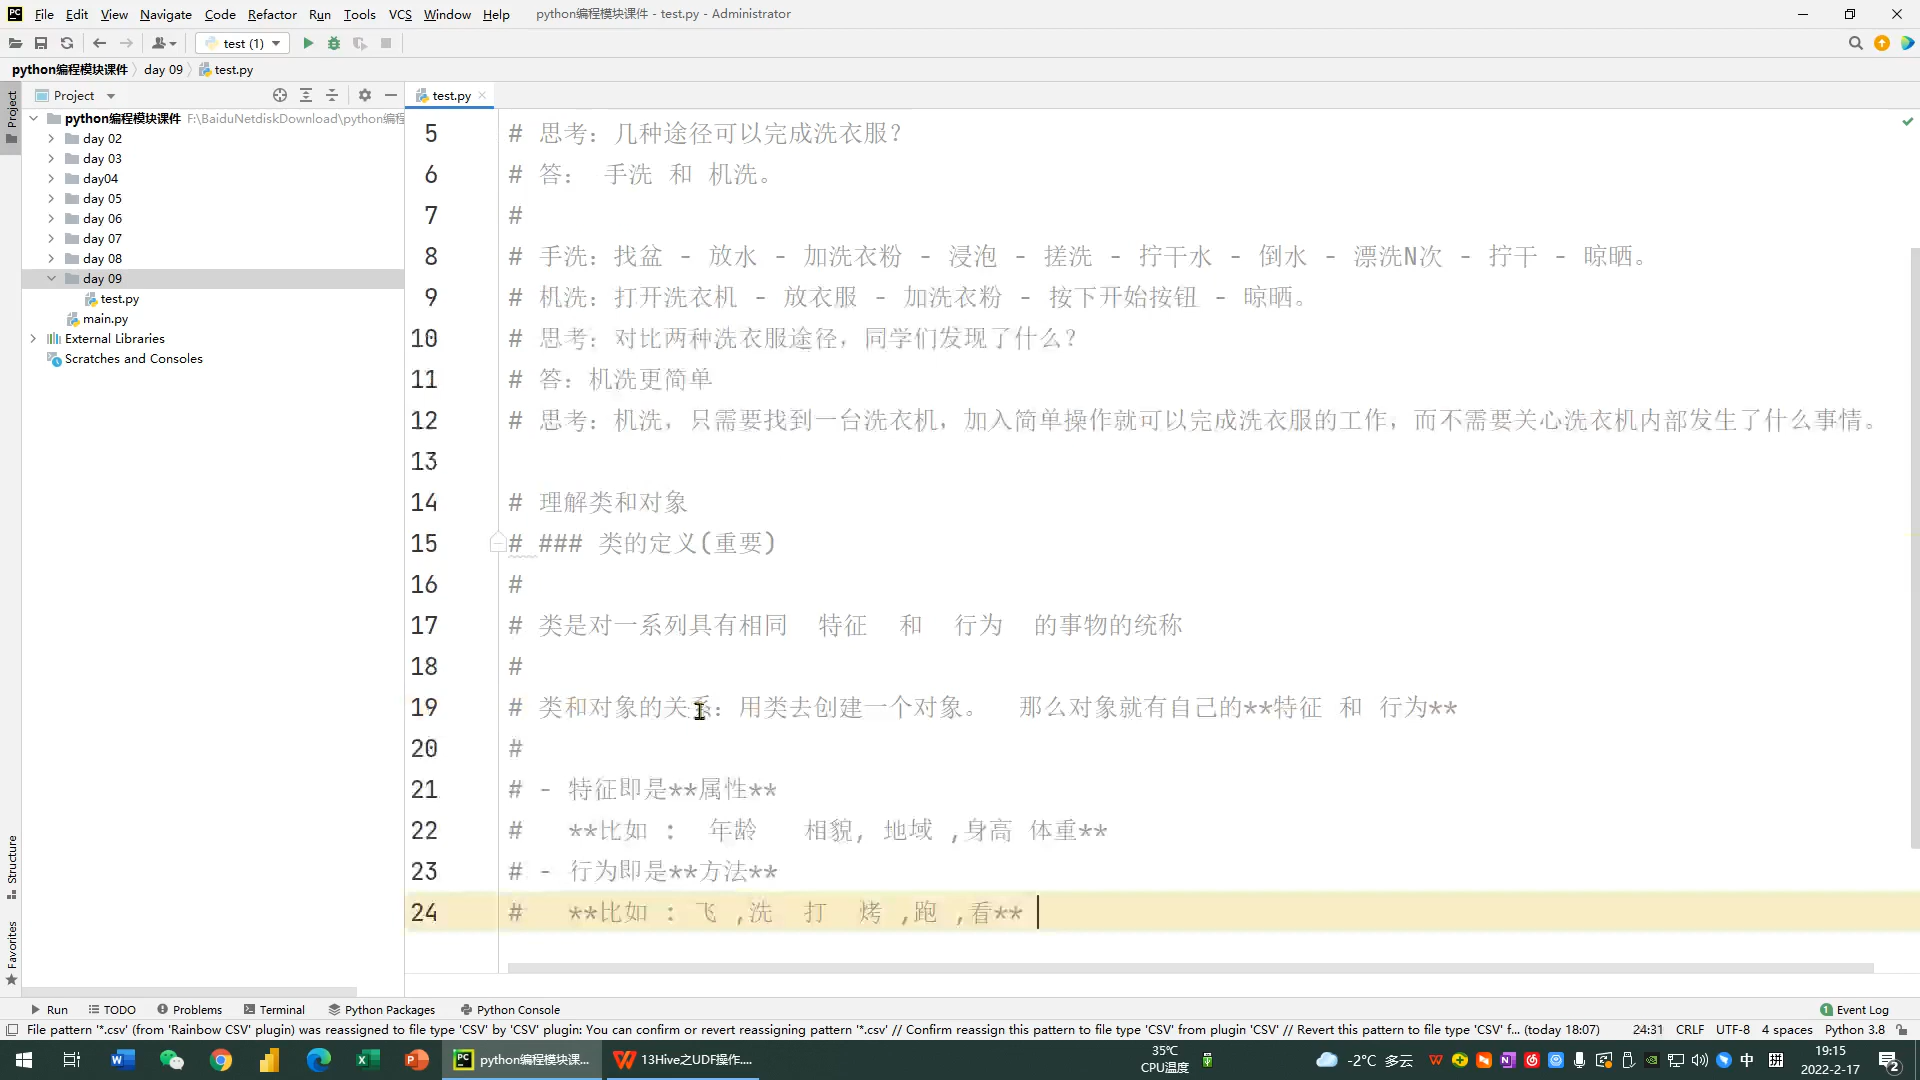 File Edit View Navigate Code Refactor Run Tools VCS Window Help python编程模块课件 - test.py - Administrator
test (1)
python编程模块课件 day 09 test.py
Project
Project
test.py
python编程模块课件 F:\BaiduNetdiskDownload\python编程
day 02
day 03
day04
day 05
day 06
day 07
day 08
day 09
test.py
main.py
External Libraries
Scratches and Consoles
5 # 思考：几种途径可以完成洗衣服？
6 # 答： 手洗 和 机洗。
7 #
8 # 手洗：找盆 - 放水 - 加洗衣粉 - 浸泡 - 搓洗 - 拧干水 - 倒水 - 漂洗N次 - 拧干 - 晾晒。
9 # 机洗：打开洗衣机 - 放衣服 - 加洗衣粉 - 按下开始按钮 - 晾晒。
10 # 思考：对比两种洗衣服途径，同学们发现了什么？
11 # 答：机洗更简单
12 # 思考：机洗，只需要找到一台洗衣机，加入简单操作就可以完成洗衣服的工作，而不需要关心洗衣机内部发生了什么事情。
13
14 # 理解类和对象
15 # ### 类的定义(重要)
16 #
17 # 类是对一系列具有相同 特征 和 行为 的事物的统称
18 #
19 # 类和对象的关系：用类去创建一个对象。 那么对象就有自己的**特征 和 行为**
20 #
21 # - 特征即是**属性**
22 # **比如 : 年龄 相貌, 地域 ,身高 体重**
23 # - 行为即是**方法**
24 # **比如 : 飞 ,洗 打 烤 ,跑 ,看**
Structure
Favorites
Run TODO Problems Terminal Python Packages Python Console 1 Event Log
File pattern '*.csv' (from 'Rainbow CSV' plugin) was reassigned to file type 'CSV' by 'CSV' plugin: You can confirm or revert reassigning pattern '*.csv' // Confirm reassign this pattern to file type 'CSV' from plugin 'CSV' // Revert this pattern to file type 'CSV' f... (today 18:07) 24:31 CRLF UTF-8 4 spaces Python 3.8
python编程模块课... 13Hive之UDF操作.... 35℃ -2°C 多云 中 拼 19:15
CPU温度 2022-2-17 2